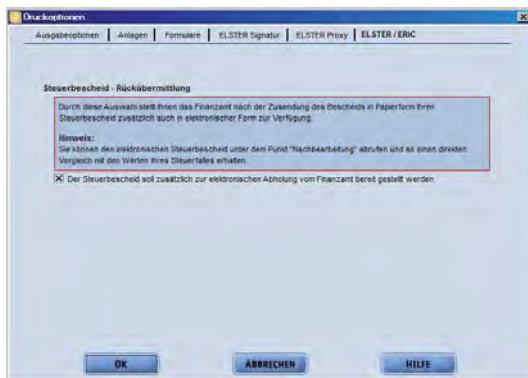 Druckoptionen
Ausgabeoptionen | Anlagen | Formulare | ELSTER Signatur | ELSTER Proxy | ELSTER / ERIC
Steuerbescheid - Rückübermittlung
Durch diese Auswahl stellt Ihnen das Finanzamt nach der Zusendung des Bescheids in Papierform Ihren
Steuerbescheid zusätzlich auch in elektronischer Form zur Verfügung.
Hinweis:
Sie können den elektronischen Steuerbescheid unter dem Punkt "Nachbearbeitung" abrufen und so einen direkten
Vergleich mit den Werten Ihres Steuerfalles erhalten.
Der Steuerbescheid soll zusätzlich zur elektronischen Abholung vom Finanzamt bereit gestellt werden
OK ABBRECHEN HILFE